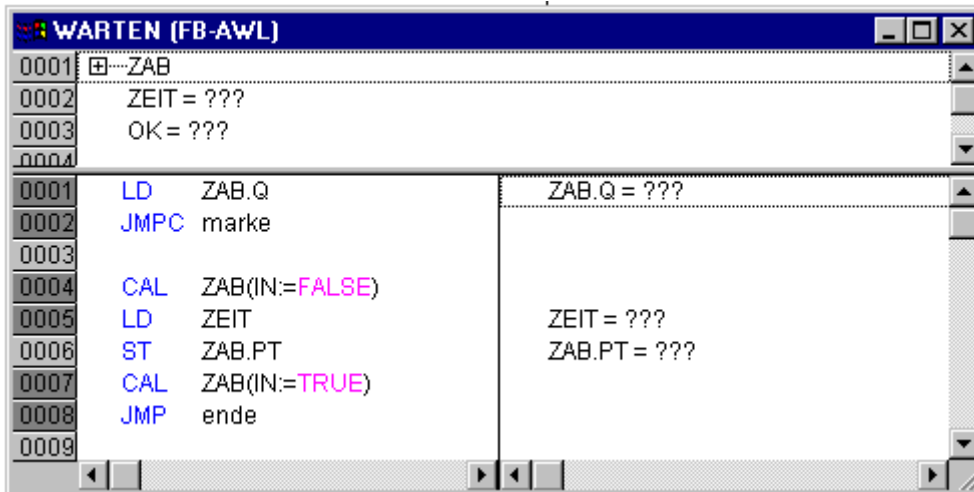 WARTEN (FB-AWL)
0001 ZAB
0002 ZEIT = ???
0003 OK = ???
0004
0001 LD ZAB.Q ZAB.Q = ???
0002 JMPC marke
0003
0004 CAL ZAB(IN:=FALSE)
0005 LD ZEIT ZEIT = ???
0006 ST ZAB.PT ZAB.PT = ???
0007 CAL ZAB(IN:=TRUE)
0008 JMP ende
0009